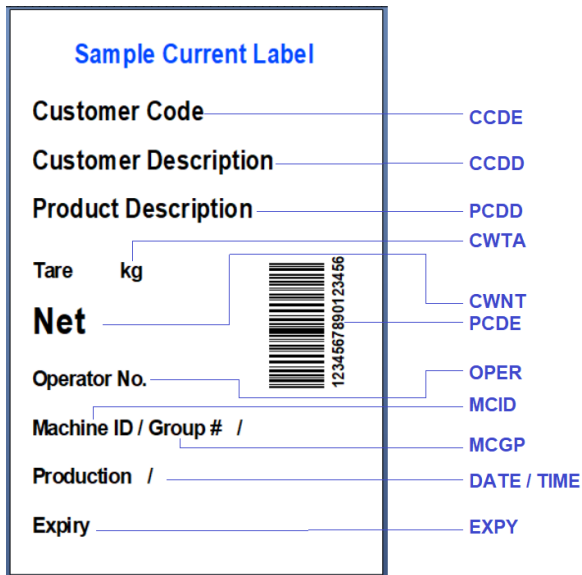 Sample Current Label
Customer Code
CCDE
Customer Description
CCDD
Product Description
PCDD
CWTA
Tare kg
Net
CWNT
PCDE
1234567890123456
Operator No.
OPER
MCID
Machine ID / Group # /
MCGP
Production /
DATE / TIME
Expiry
EXPY